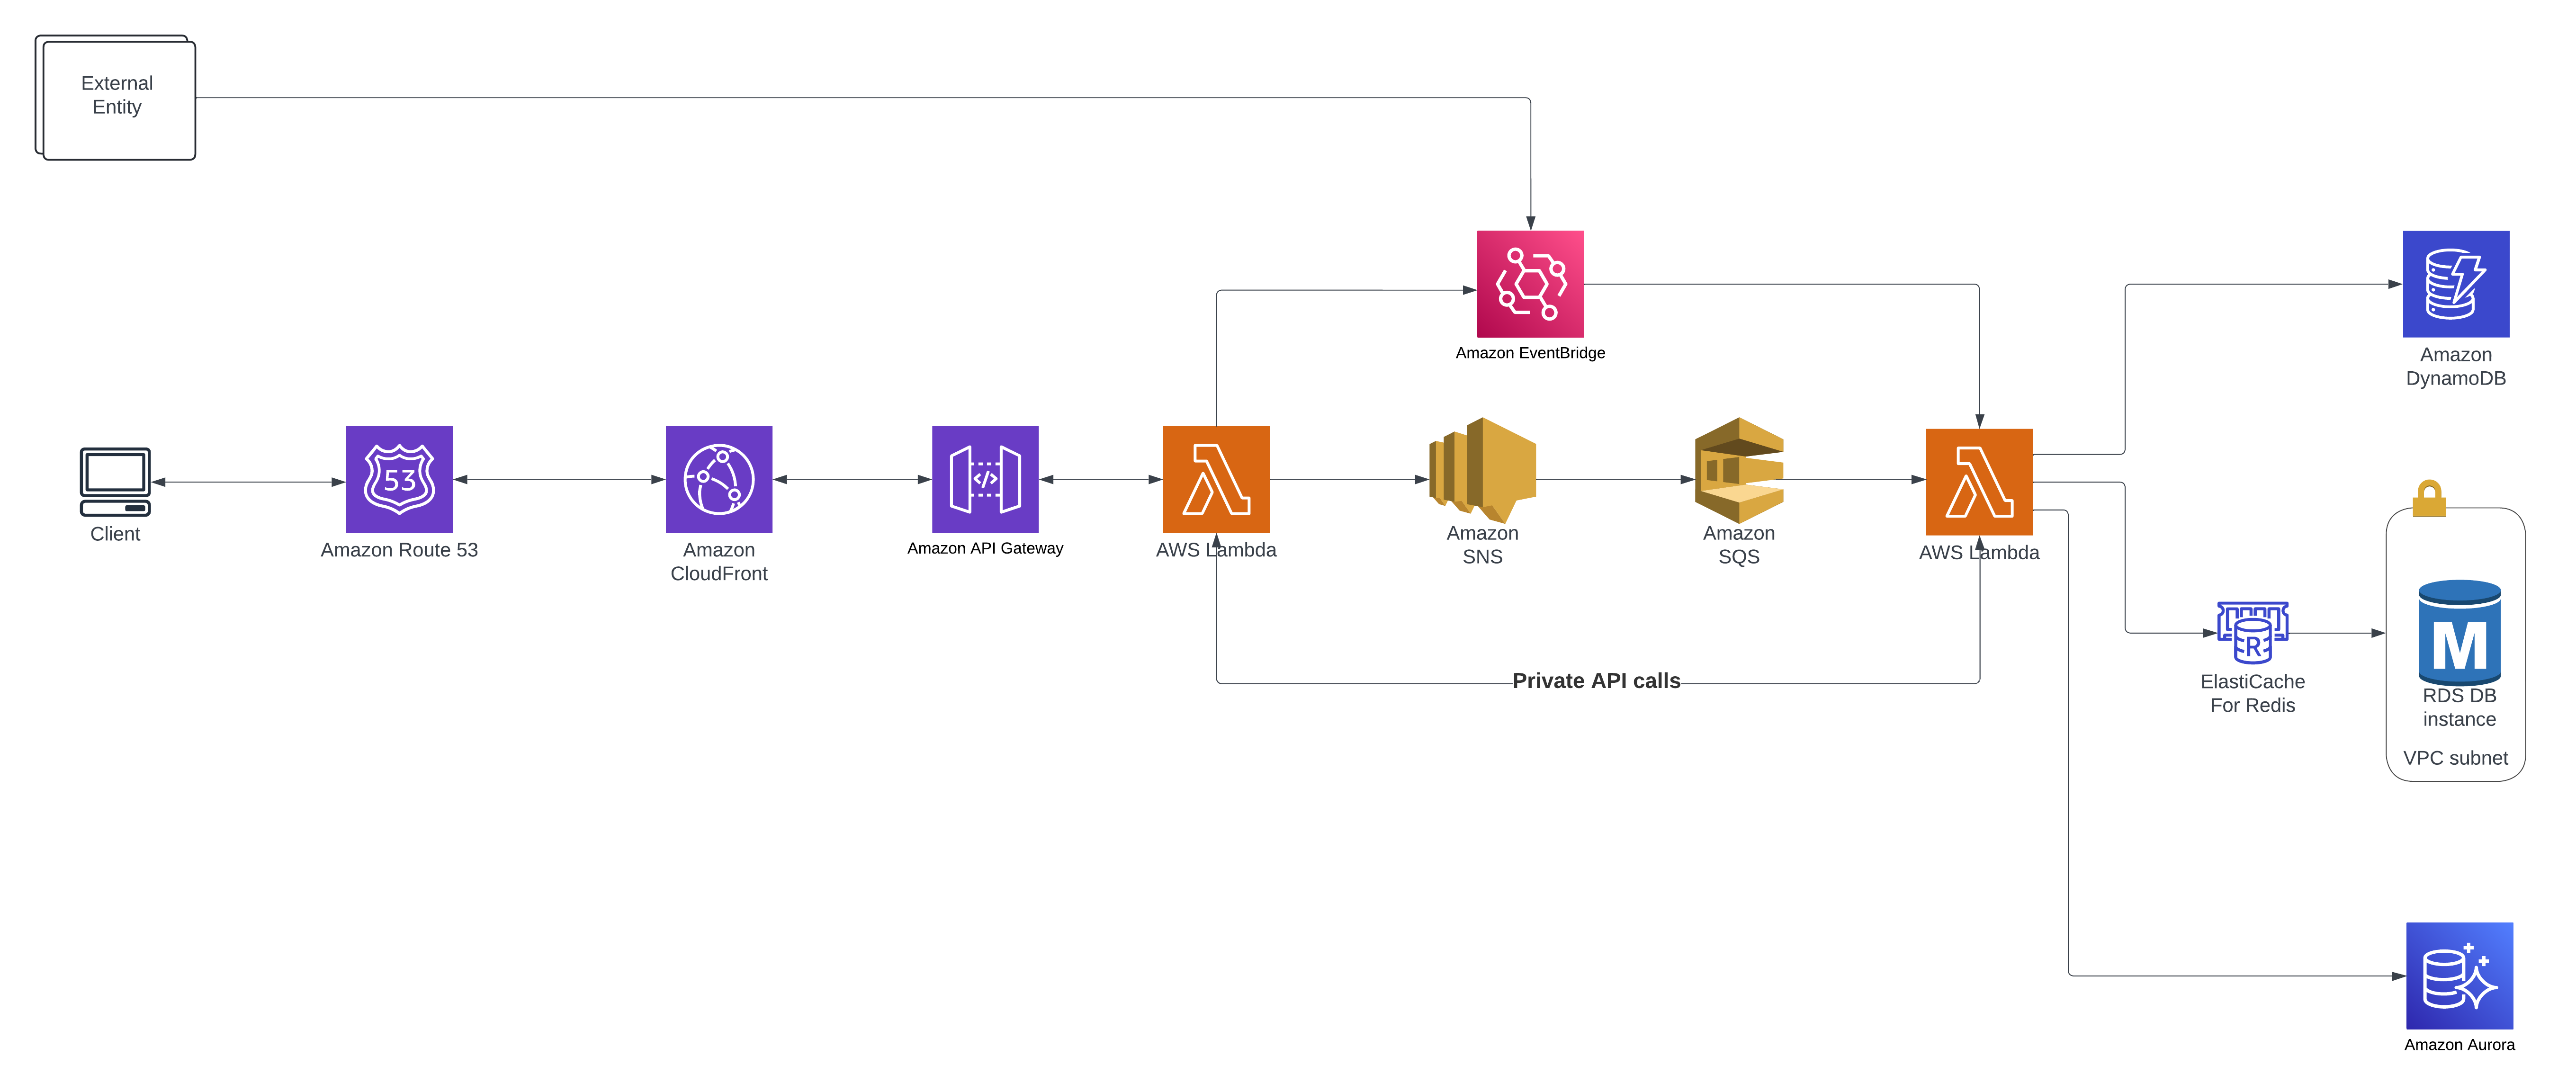 External
Entity
Amazon EventBridge
Amazon
DynamoDB
53
Client
Amazon Route 53
Amazon
CloudFront
</>
Amazon API Gateway
AWS Lambda
Amazon
SNS
Amazon
SQS
AWS Lambda
Private API calls
R
ElastiCache
For Redis
M
RDS DB
instance
VPC subnet
Amazon Aurora